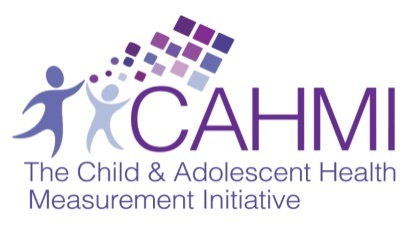 CAHMI
The Child & Adolescent Health
Measurement Initiative